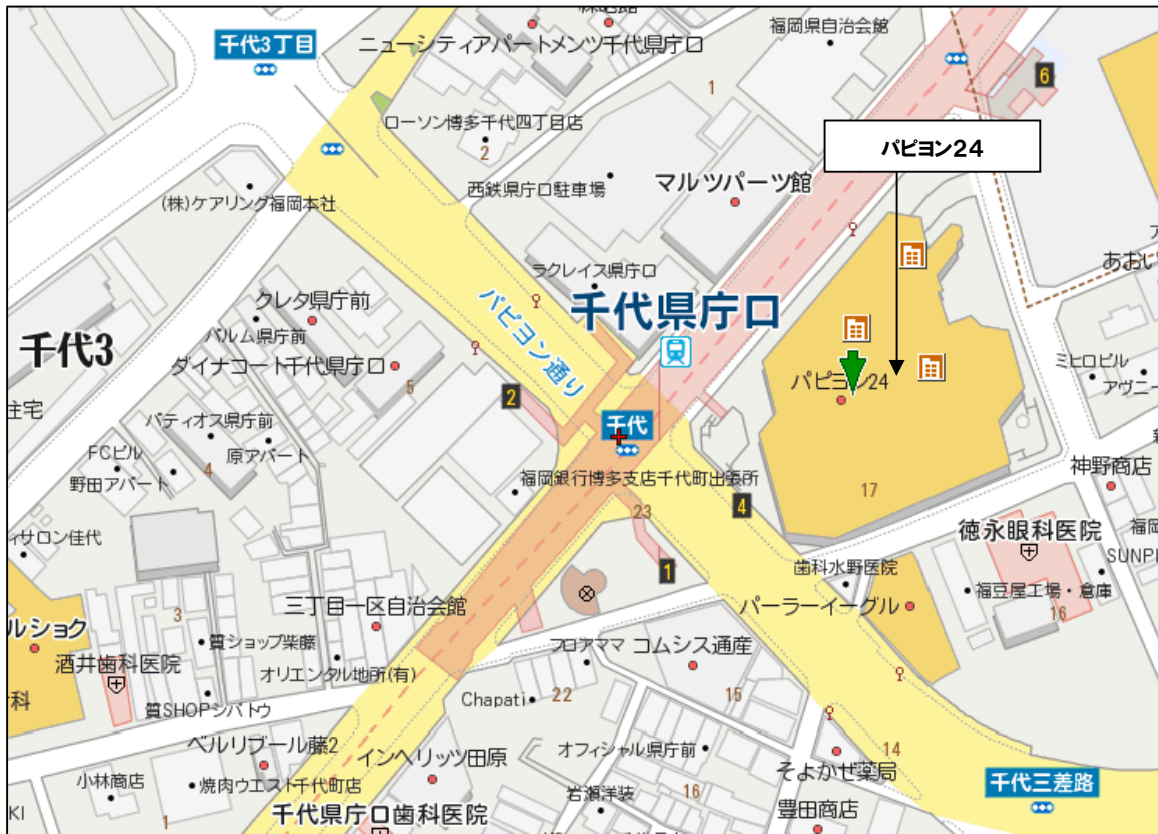 千代3丁目
ニューシティアパートメンツ千代県庁口
福岡県自治会館
6
1
ローソン博多千代四丁目店
2
パピヨン24
西鉄県庁口駐車場
マルツパーツ館
(株)ケアリング福岡本社
あおい
ラクレイス県庁口
クレタ県庁前
パピヨン通り
千代県庁口
パルム県庁前
千代3
ダイナコート千代県庁口
ミヒロビル
パピヨン24
アヴニー
5
2
住宅
パティオス県庁前
千代
FCビル
原アパート
4
野田アパート
福岡銀行博多支店千代町出張所
神野商店
17
4
23
福岡
ィサロン佳代
徳永眼科医院
SUNPL
1
歯科水野医院
福豆屋工場・倉庫
三丁目一区自治会館
パーラーイーグル
16
3
ルショク
質ショップ柴藤
フロアママ
コムシス通産
酒井歯科医院
オリエンタル地所(有)
科
Chapati
22
15
質SHOPシバトウ
ベルリブール藤2
インヘリッツ田原
オフィシャル県庁前
14
そよかぜ薬局
千代三差路
小林商店
焼肉ウエスト千代町店
岩瀬洋装
16
KI
1
千代県庁口歯科医院
豊田商店